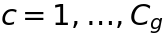 c = 1, ..., C_g